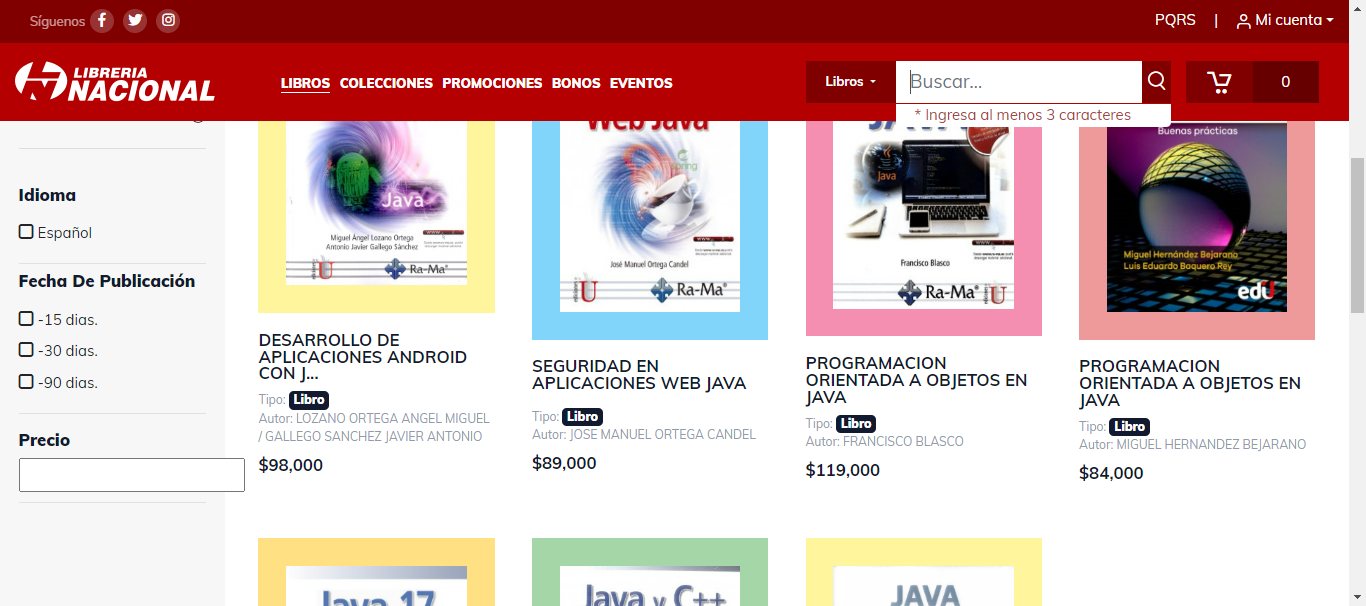 Síguenos
PQRS | Mi cuenta
LIBRERIA
NACIONAL
LIBROS COLECCIONES PROMOCIONES BONOS EVENTOS
Libros
Buscar...
0
* Ingresa al menos 3 caracteres
Idioma
Español
Fecha De Publicación
-15 dias.
-30 dias.
-90 dias.
Precio
Java
Miguel Ángel Lozano Ortega
Antonio Javier Gallego Sánchez
Ra-Ma®
DESARROLLO DE
APLICACIONES ANDROID
CON J...
Tipo: Libro
Autor: LOZANO ORTEGA ANGEL MIGUEL
/ GALLEGO SANCHEZ JAVIER ANTONIO
$98,000
Web Java
José Manuel Ortega Candel
Ra-Ma®
SEGURIDAD EN
APLICACIONES WEB JAVA
Tipo: Libro
Autor: JOSE MANUEL ORTEGA CANDEL
$89,000
JAVA
Java
Francisco Blasco
Ra-Ma®
PROGRAMACION
ORIENTADA A OBJETOS EN
JAVA
Tipo: Libro
Autor: FRANCISCO BLASCO
$119,000
Buenas prácticas
Miguel Hernández Bejarano
Luis Eduardo Baquero Rey
ediU
PROGRAMACION
ORIENTADA A OBJETOS EN
JAVA
Tipo: Libro
Autor: MIGUEL HERNANDEZ BEJARANO
$84,000
Java 17
Java y C++
JAVA